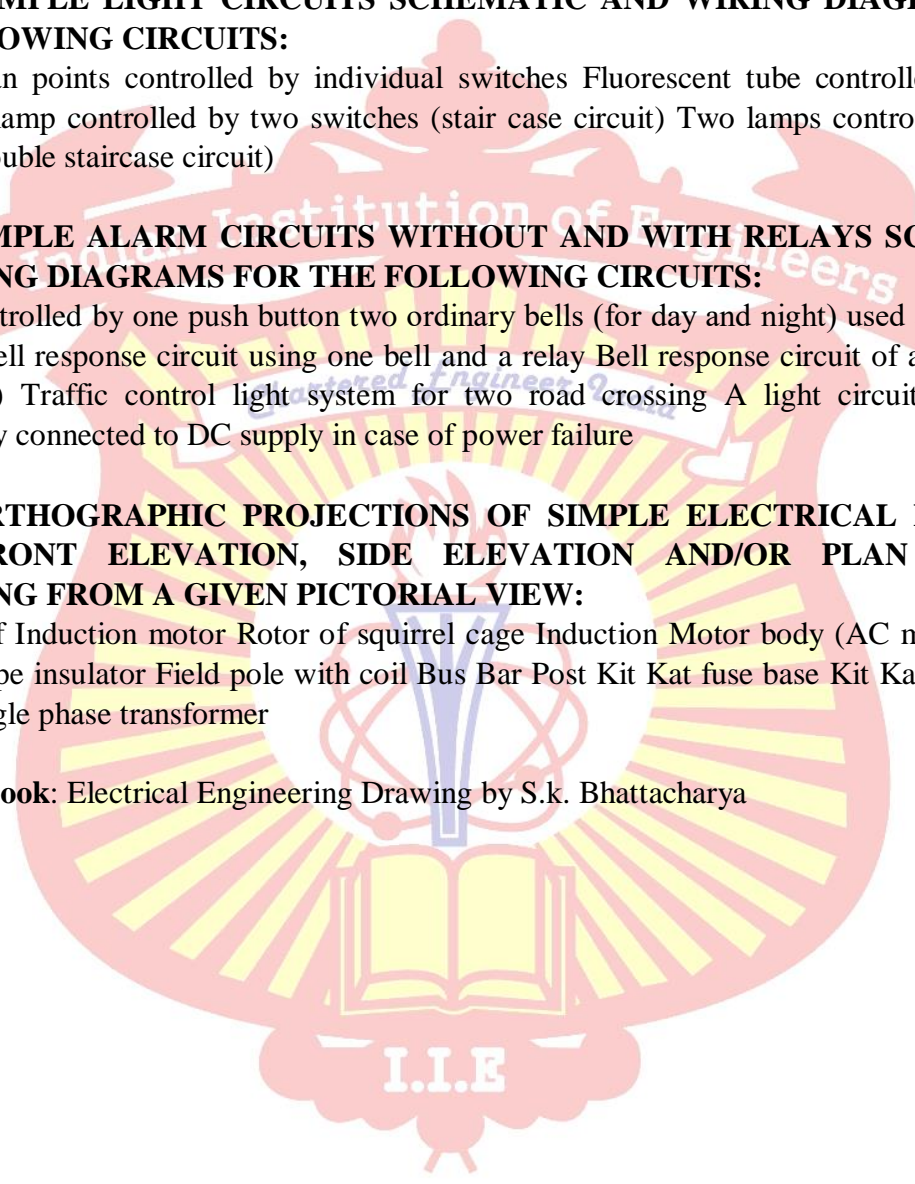 MPLE LIGHT CIRCUITS SCHEMATIC AND WIRING DIAG
OWING CIRCUITS:
n points controlled by individual switches Fluorescent tube controlle
lamp controlled by two switches (stair case circuit) Two lamps control
uble staircase circuit)
Indian Institution of Engineers
MPLE ALARM CIRCUITS WITHOUT AND WITH RELAYS SC
NG DIAGRAMS FOR THE FOLLOWING CIRCUITS:
trolled by one push button two ordinary bells (for day and night) used
ell response circuit using one bell and a relay Bell response circuit of a
Chartered Engineer India
) Traffic control light system for two road crossing A light circuit
y connected to DC supply in case of power failure
RTHOGRAPHIC PROJECTIONS OF SIMPLE ELECTRICAL
RONT ELEVATION, SIDE ELEVATION AND/OR PLAN
NG FROM A GIVEN PICTORIAL VIEW:
f Induction motor Rotor of squirrel cage Induction Motor body (AC m
pe insulator Field pole with coil Bus Bar Post Kit Kat fuse base Kit Ka
gle phase transformer
ook: Electrical Engineering Drawing by S.k. Bhattacharya
I.I.E